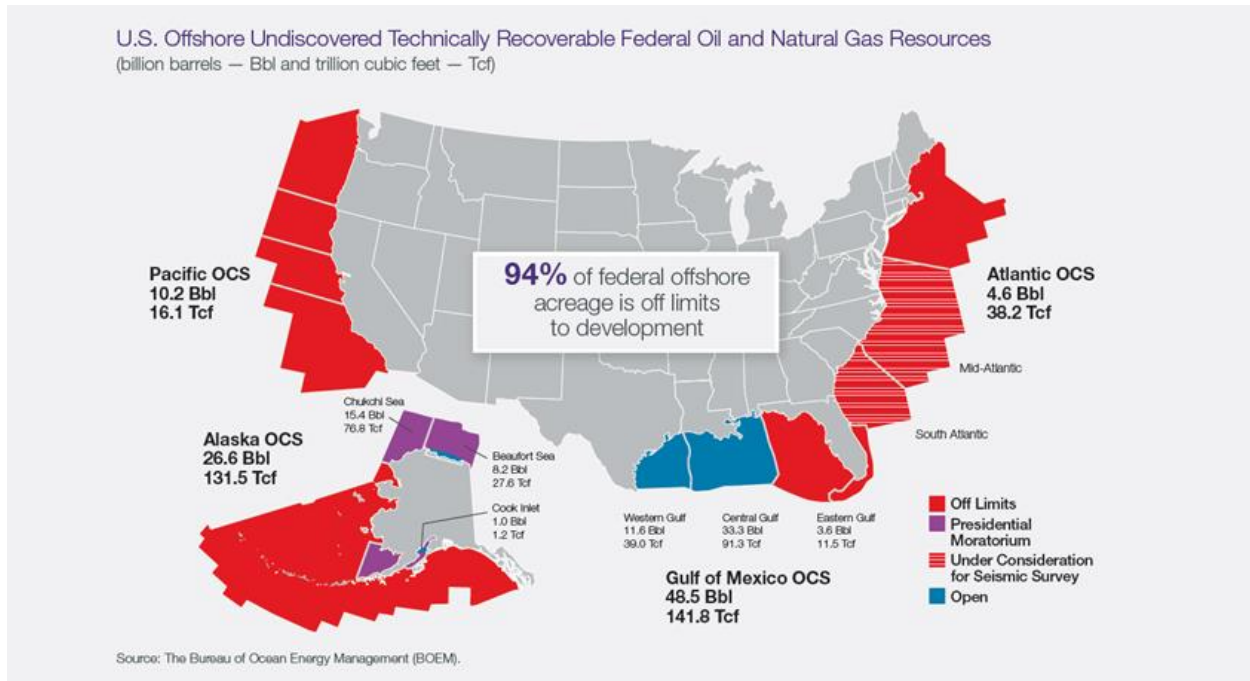 U.S. Offshore Undiscovered Technically Recoverable Federal Oil and Natural Gas Resources
(billion barrels — Bbl and trillion cubic feet — Tcf)
94% of federal offshore
acreage is off limits
to development
Pacific OCS
10.2 Bbl
16.1 Tcf
Atlantic OCS
4.6 Bbl
38.2 Tcf
Mid-Atlantic
South Atlantic
Chukchi Sea
15.4 Bbl
76.8 Tcf
Alaska OCS
26.6 Bbl
131.5 Tcf
Beaufort Sea
8.2 Bbl
27.6 Tcf
Cook Inlet
1.0 Bbl
1.2 Tcf
Western Gulf
11.6 Bbl
39.0 Tcf
Central Gulf
33.3 Bbl
91.3 Tcf
Eastern Gulf
3.6 Bbl
11.5 Tcf
Gulf of Mexico OCS
48.5 Bbl
141.8 Tcf
Off Limits
Presidential
Moratorium
Under Consideration
for Seismic Survey
Open
Source: The Bureau of Ocean Energy Management (BOEM).